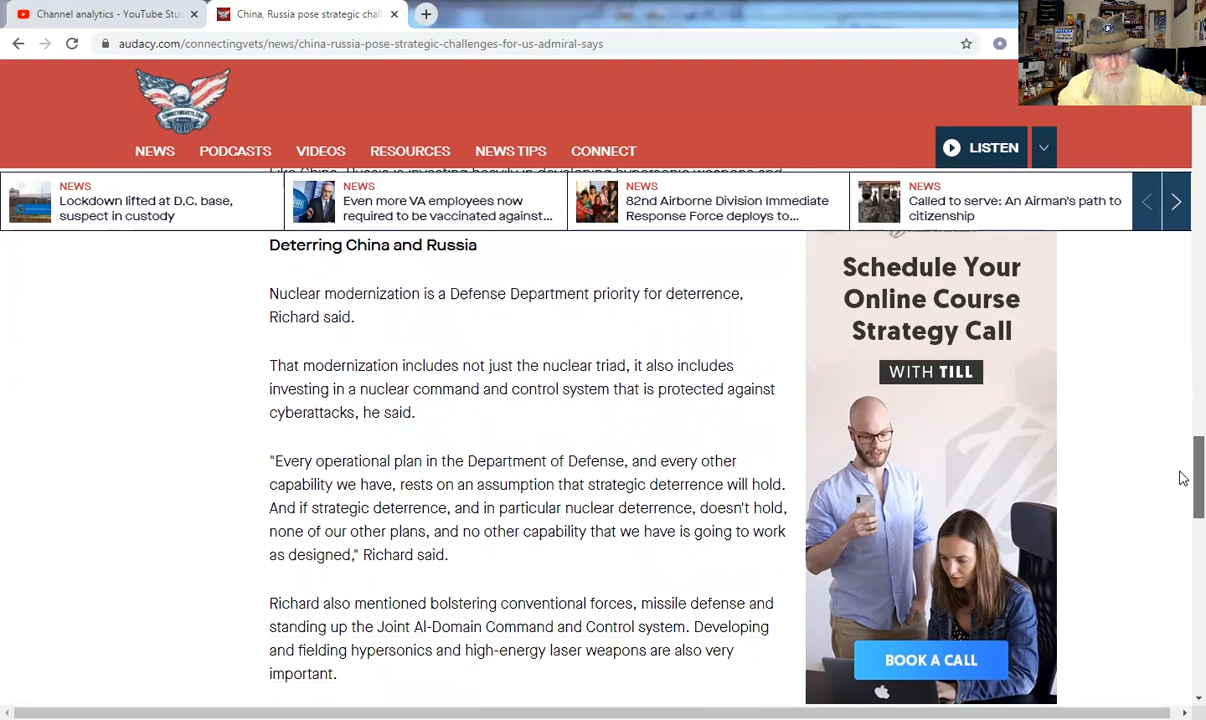 Channel analytics - YouTube Stu
China, Russia pose strategic chal
audacy.com/connectingvets/news/china-russia-pose-strategic-challenges-for-us-admiral-says
CONNECTINGVETS.COM
NEWS PODCASTS VIDEOS RESOURCES NEWS TIPS CONNECT
LISTEN
NEWS
Lockdown lifted at D.C. base,
suspect in custody
NEWS
Even more VA employees now
required to be vaccinated against...
NEWS
82nd Airborne Division Immediate
Response Force deploys to...
NEWS
Called to serve: An Airman's path to
citizenship
Deterring China and Russia
Nuclear modernization is a Defense Department priority for deterrence,
Richard said.
That modernization includes not just the nuclear triad, it also includes
investing in a nuclear command and control system that is protected against
cyberattacks, he said.
"Every operational plan in the Department of Defense, and every other
capability we have, rests on an assumption that strategic deterrence will hold.
And if strategic deterrence, and in particular nuclear deterrence, doesn't hold,
none of our other plans, and no other capability that we have is going to work
as designed," Richard said.
Richard also mentioned bolstering conventional forces, missile defense and
standing up the Joint Al-Domain Command and Control system. Developing
and fielding hypersonics and high-energy laser weapons are also very
important.
Schedule Your
Online Course
Strategy Call
WITH TILL
BOOK A CALL